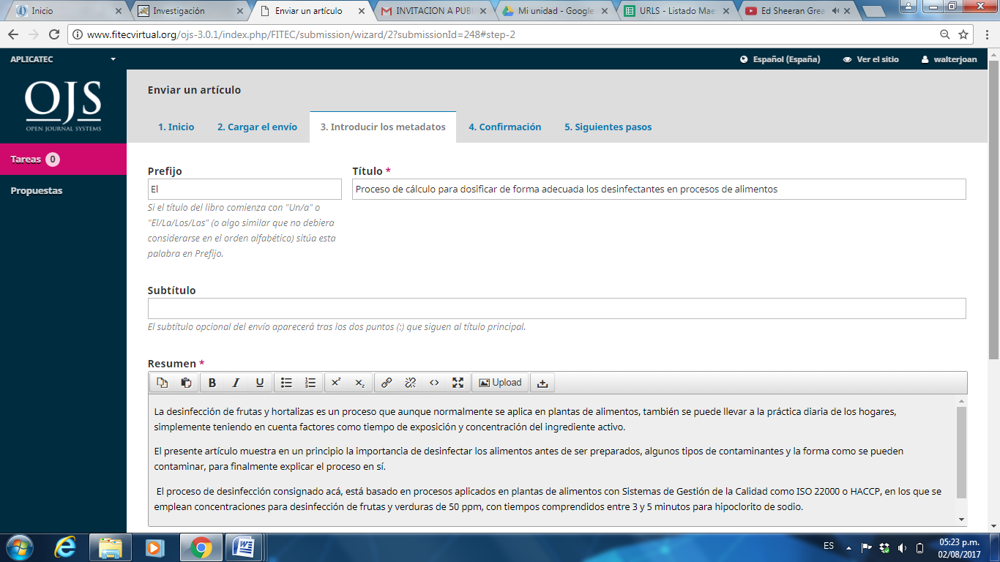 Inicio
Investigación
Enviar un artículo
INVITACION A PUBL
Mi unidad - Google
URLS - Listado Mae
Ed Sheeran Grea
www.fitecvirtual.org/ojs-3.0.1/index.php/FITEC/submission/wizard/2?submissionId=248#step-2
APLICATEC
Español (España)
Ver el sitio
walterjoan
OJS
OPEN JOURNAL SYSTEMS
Tareas 0
Propuestas
Enviar un artículo
1. Inicio
2. Cargar el envío
3. Introducir los metadatos
4. Confirmación
5. Siguientes pasos
Prefijo
Título *
El
Proceso de cálculo para dosificar de forma adecuada los desinfectantes en procesos de alimentos
Si el título del libro comienza con "Un/a" o
"El/La/Los/Las" (o algo similar que no debiera
considerarse en el orden alfabético) sitúa esta
palabra en Prefijo.
Subtítulo
El subtítulo opcional del envío aparecerá tras los dos puntos (:) que siguen al título principal.
Resumen *
B I U x² x₂ Upload
La desinfección de frutas y hortalizas es un proceso que aunque normalmente se aplica en plantas de alimentos, también se puede llevar a la práctica diaria de los hogares,
simplemente teniendo en cuenta factores como tiempo de exposición y concentración del ingrediente activo.
El presente artículo muestra en un principio la importancia de desinfectar los alimentos antes de ser preparados, algunos tipos de contaminantes y la forma como se pueden
contaminar, para finalmente explicar el proceso en sí.
El proceso de desinfección consignado acá, está basado en procesos aplicados en plantas de alimentos con Sistemas de Gestión de la Calidad como ISO 22000 o HACCP, en los que se
emplean concentraciones para desinfección de frutas y verduras de 50 ppm, con tiempos comprendidos entre 3 y 5 minutos para hipoclorito de sodio.
ES
05:23 p.m.
02/08/2017